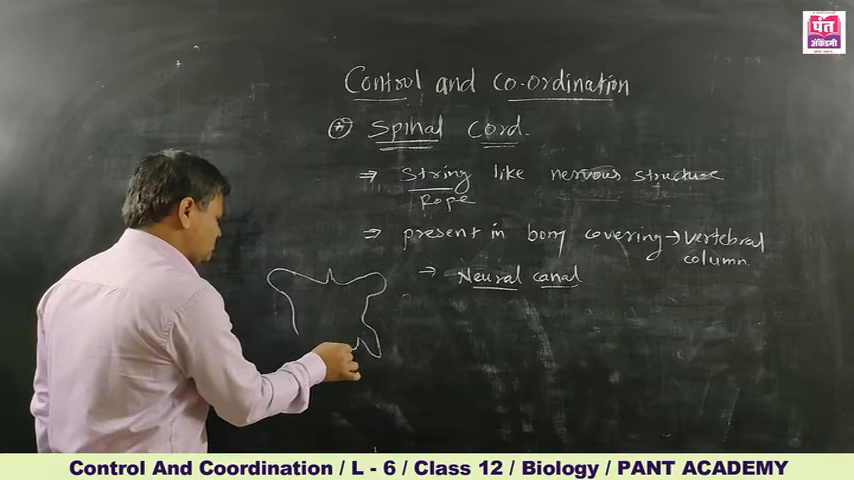 पंत
अॅकॅडमी
Control and Co-ordination
* Spinal Cord.
⇒ String like nervous structure
Rope
⇒ present in bony covering → vertebral
column
⇒ Neural canal
Control And Coordination / L - 6 / Class 12 / Biology / PANT ACADEMY